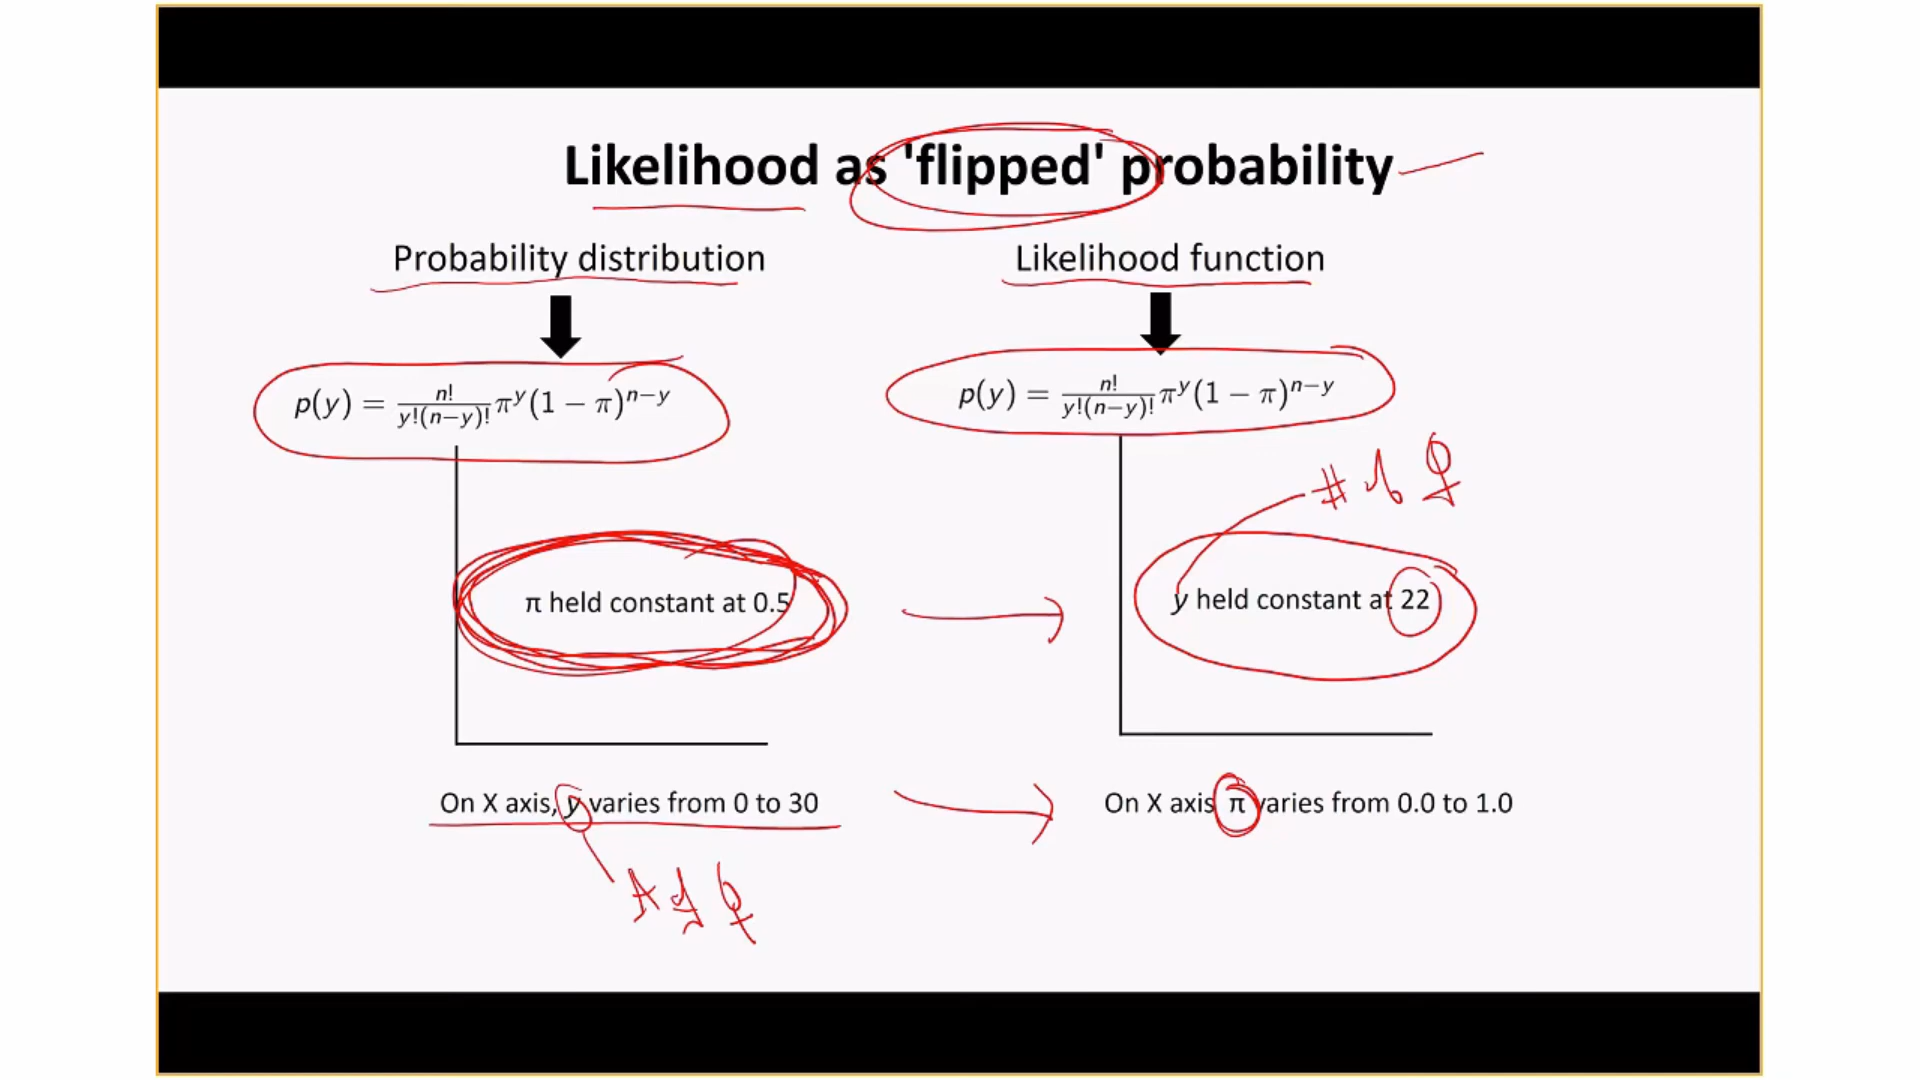 Likelihood as 'flipped' probability
Probability distribution
p(y) = n!/y!(n−y)! π^y(1 − π)^n−y
π held constant at 0.5
On X axis, y varies from 0 to 30
Likelihood function
p(y) = n!/y!(n−y)! π^y(1 − π)^n−y
# of ♀
y held constant at 22
On X axis π varies from 0.0 to 1.0